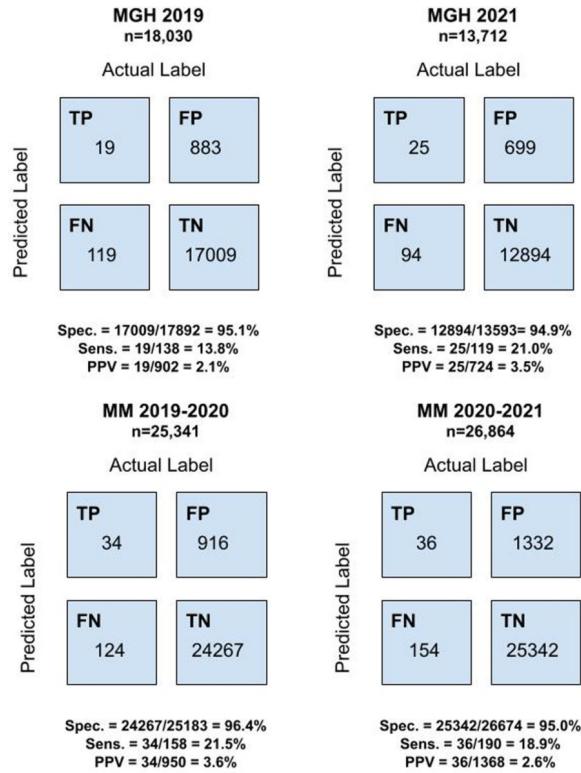 MGH 2019
n=18,030
Actual Label
Predicted Label
TP
19
FP
883
FN
119
TN
17009
Spec. = 17009/17892 = 95.1%
Sens. = 19/138 = 13.8%
PPV = 19/902 = 2.1%
MGH 2021
n=13,712
Actual Label
Predicted Label
TP
25
FP
699
FN
94
TN
12894
Spec. = 12894/13593= 94.9%
Sens. = 25/119 = 21.0%
PPV = 25/724 = 3.5%
MM 2019-2020
n=25,341
Actual Label
Predicted Label
TP
34
FP
916
FN
124
TN
24267
Spec. = 24267/25183 = 96.4%
Sens. = 34/158 = 21.5%
PPV = 34/950 = 3.6%
MM 2020-2021
n=26,864
Actual Label
Predicted Label
TP
36
FP
1332
FN
154
TN
25342
Spec. = 25342/26674 = 95.0%
Sens. = 36/190 = 18.9%
PPV = 36/1368 = 2.6%